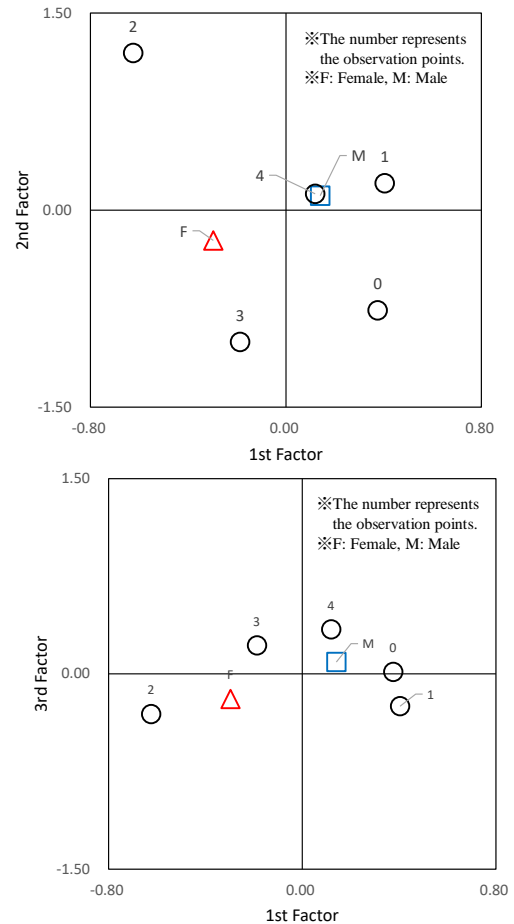 1.50
2
※The number represents
the observation points.
※F: Female, M: Male
M
1
4
2nd Factor
0.00
F
0
3
-1.50
-0.80
0.00
0.80
1st Factor
1.50
※The number represents
the observation points.
※F: Female, M: Male
4
3
M
0
3rd Factor
0.00
F
2
1
-1.50
-0.80
0.00
0.80
1st Factor